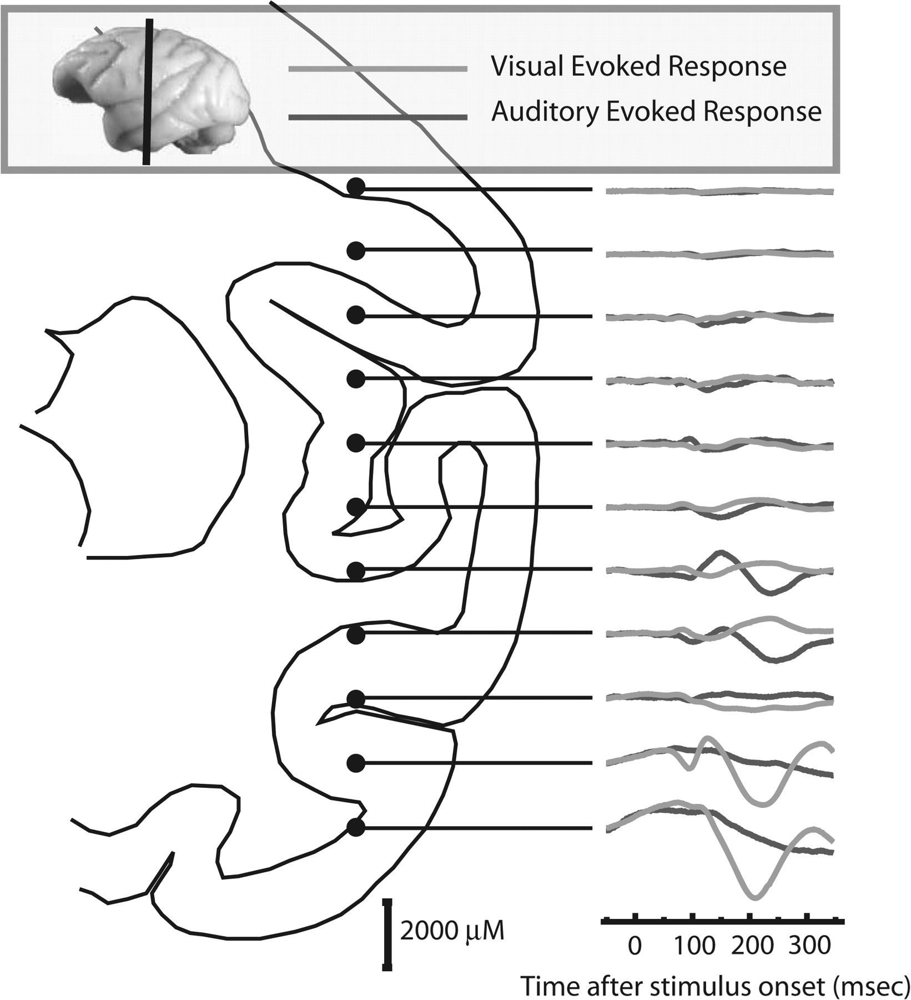 Visual Evoked Response
Auditory Evoked Response
2000 μM
0 100 200 300
Time after stimulus onset (msec)